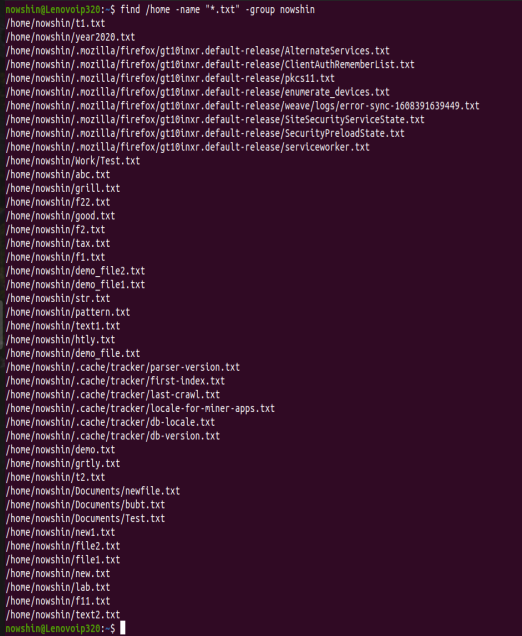 nowshin@Lenovoip320:~$ find /home -name "*.txt" -group nowshin
/home/nowshin/t1.txt
/home/nowshin/year2020.txt
/home/nowshin/.mozilla/firefox/gt10inxr.default-release/AlternateServices.txt
/home/nowshin/.mozilla/firefox/gt10inxr.default-release/ClientAuthRememberList.txt
/home/nowshin/.mozilla/firefox/gt10inxr.default-release/pkcs11.txt
/home/nowshin/.mozilla/firefox/gt10inxr.default-release/enumerate_devices.txt
/home/nowshin/.mozilla/firefox/gt10inxr.default-release/weave/logs/error-sync-1608391639449.txt
/home/nowshin/.mozilla/firefox/gt10inxr.default-release/SiteSecurityServiceState.txt
/home/nowshin/.mozilla/firefox/gt10inxr.default-release/SecurityPreloadState.txt
/home/nowshin/.mozilla/firefox/gt10inxr.default-release/serviceworker.txt
/home/nowshin/Work/Test.txt
/home/nowshin/abc.txt
/home/nowshin/grill.txt
/home/nowshin/f22.txt
/home/nowshin/good.txt
/home/nowshin/f2.txt
/home/nowshin/tax.txt
/home/nowshin/f1.txt
/home/nowshin/demo_file2.txt
/home/nowshin/demo_file1.txt
/home/nowshin/str.txt
/home/nowshin/pattern.txt
/home/nowshin/text1.txt
/home/nowshin/htly.txt
/home/nowshin/demo_file.txt
/home/nowshin/.cache/tracker/parser-version.txt
/home/nowshin/.cache/tracker/first-index.txt
/home/nowshin/.cache/tracker/last-crawl.txt
/home/nowshin/.cache/tracker/locale-for-miner-apps.txt
/home/nowshin/.cache/tracker/db-locale.txt
/home/nowshin/.cache/tracker/db-version.txt
/home/nowshin/demo.txt
/home/nowshin/grtly.txt
/home/nowshin/t2.txt
/home/nowshin/Documents/newfile.txt
/home/nowshin/Documents/bubt.txt
/home/nowshin/Documents/Test.txt
/home/nowshin/new1.txt
/home/nowshin/file2.txt
/home/nowshin/file1.txt
/home/nowshin/new.txt
/home/nowshin/lab.txt
/home/nowshin/f11.txt
/home/nowshin/text2.txt
nowshin@Lenovoip320:~$